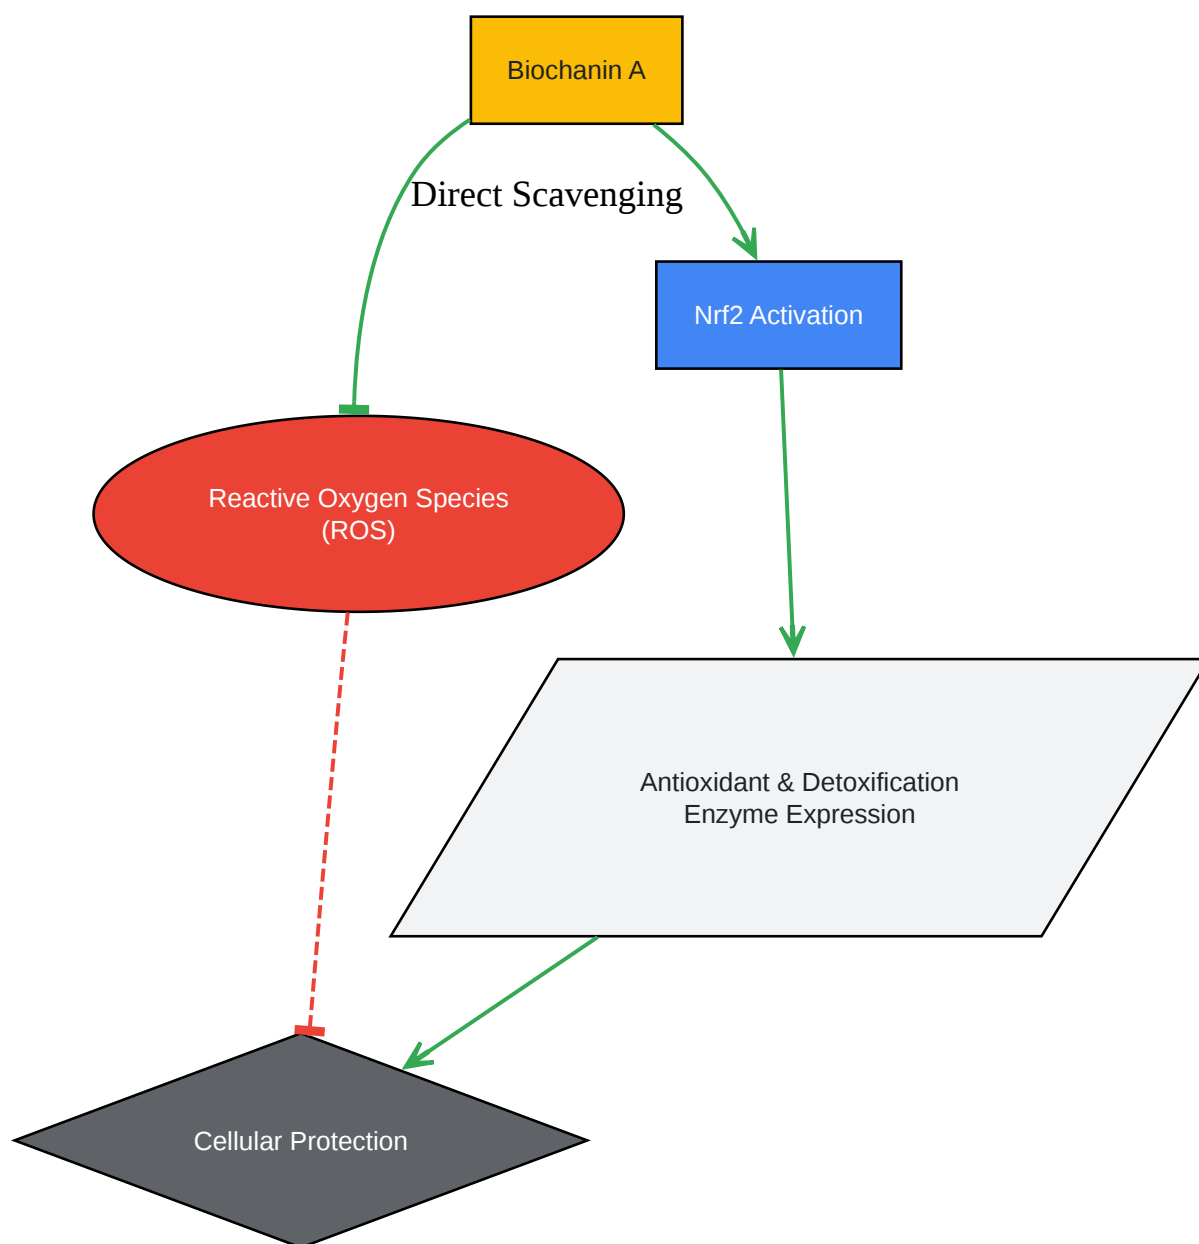 Biochanin A
Direct Scavenging
Nrf2 Activation
Reactive Oxygen Species
(ROS)
Antioxidant & Detoxification
Enzyme Expression
Cellular Protection